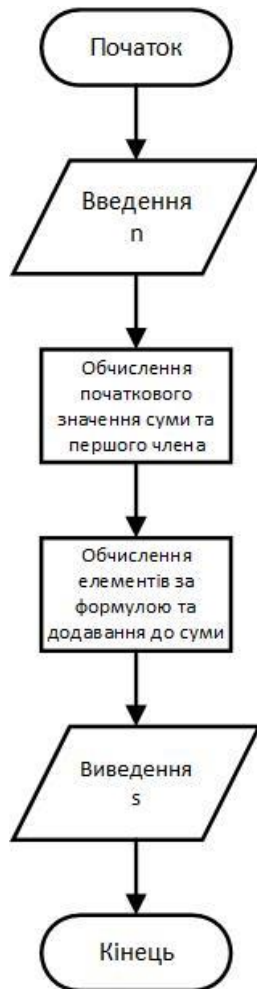 Початок
Введення
n
Обчислення
початкового
значення суми та
першого члена
Обчислення
елементів за
формулою та
додавання до суми
Виведення
s
Кінець